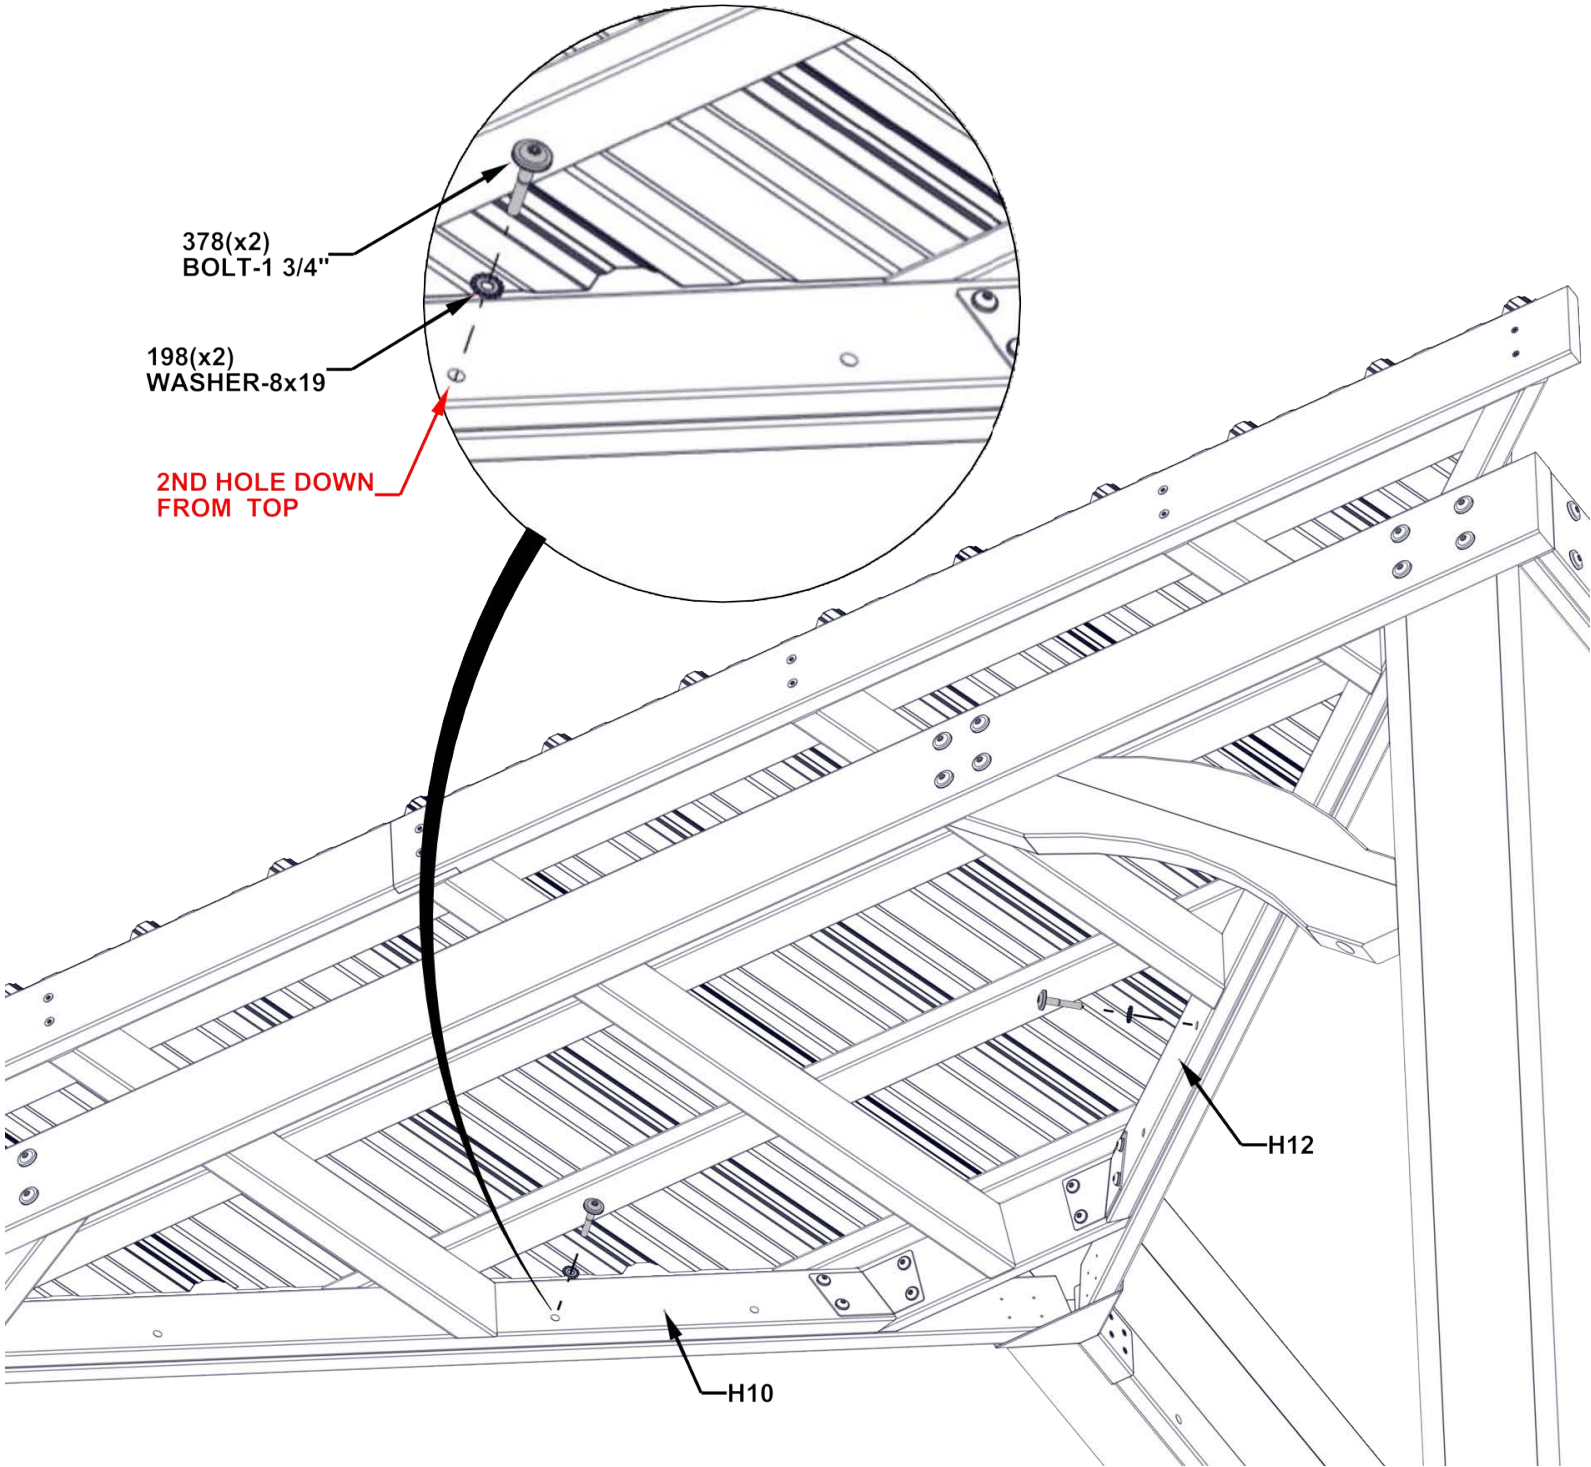 378(x2)
BOLT-1 3/4"
198(x2)
WASHER-8x19
2ND HOLE DOWN
FROM TOP
H12
H10